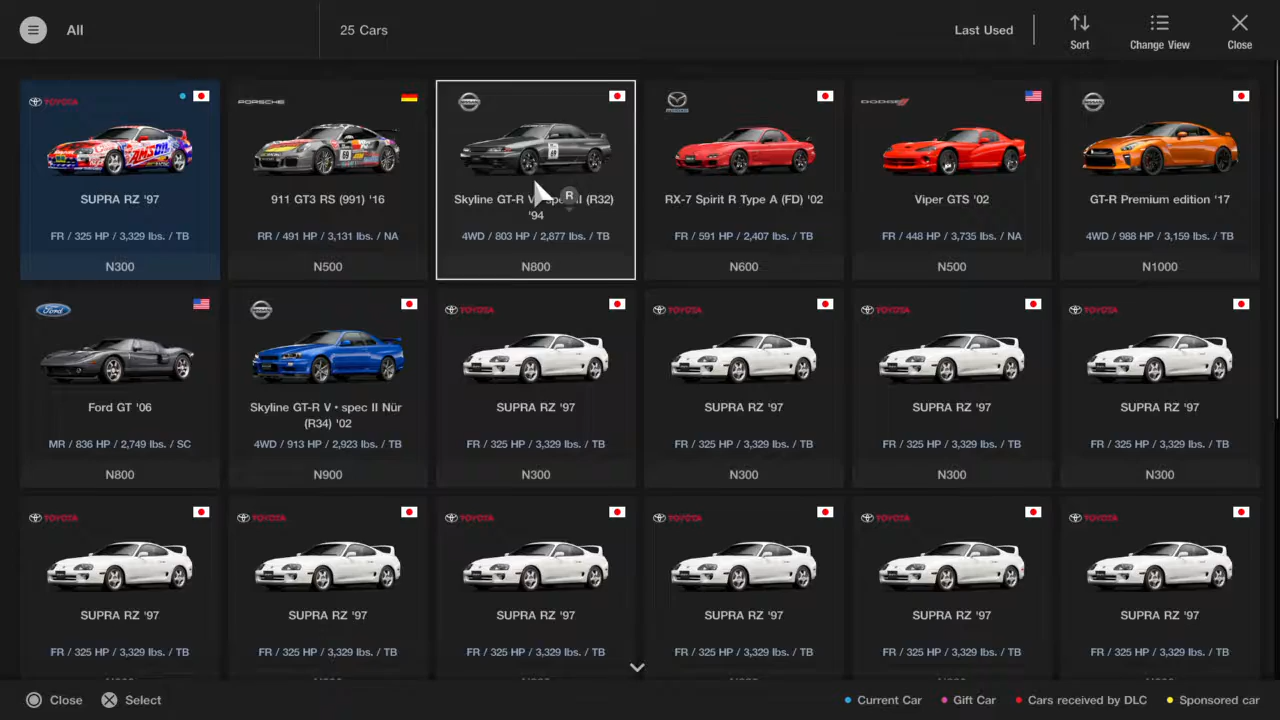 All
25 Cars
Last Used
Sort
Change View
Close
TOYOTA
PORSCHE
MAZDA
DODGE
SUPRA RZ '97
911 GT3 RS (991) '16
Skyline GT-R V
(R32)
'94
RX-7 Spirit R Type A (FD) '02
Viper GTS '02
GT-R Premium edition '17
R
FR / 325 HP / 3,329 lbs. / TB
RR / 491 HP / 3,131 lbs. / NA
4WD / 803 HP / 2,877 lbs. / TB
FR / 591 HP / 2,407 lbs. / TB
FR / 448 HP / 3,735 lbs. / NA
4WD / 988 HP / 3,159 lbs. / TB
N300
N500
N800
N600
N500
N1000
Ford
TOYOTA
TOYOTA
TOYOTA
TOYOTA
Ford GT '06
Skyline GT-R V • spec II Nür
(R34) '02
SUPRA RZ '97
SUPRA RZ '97
SUPRA RZ '97
SUPRA RZ '97
MR / 836 HP / 2,749 lbs. / SC
4WD / 913 HP / 2,923 lbs. / TB
FR / 325 HP / 3,329 lbs. / TB
FR / 325 HP / 3,329 lbs. / TB
FR / 325 HP / 3,329 lbs. / TB
FR / 325 HP / 3,329 lbs. / TB
N800
N900
N300
N300
N300
N300
TOYOTA
TOYOTA
TOYOTA
TOYOTA
TOYOTA
TOYOTA
SUPRA RZ '97
SUPRA RZ '97
SUPRA RZ '97
SUPRA RZ '97
SUPRA RZ '97
SUPRA RZ '97
FR / 325 HP / 3,329 lbs. / TB
FR / 325 HP / 3,329 lbs. / TB
FR / 325 HP / 3,329 lbs. / TB
FR / 325 HP / 3,329 lbs. / TB
FR / 325 HP / 3,329 lbs. / TB
FR / 325 HP / 3,329 lbs. / TB
Close
Select
Current Car
Gift Car
Cars received by DLC
Sponsored car